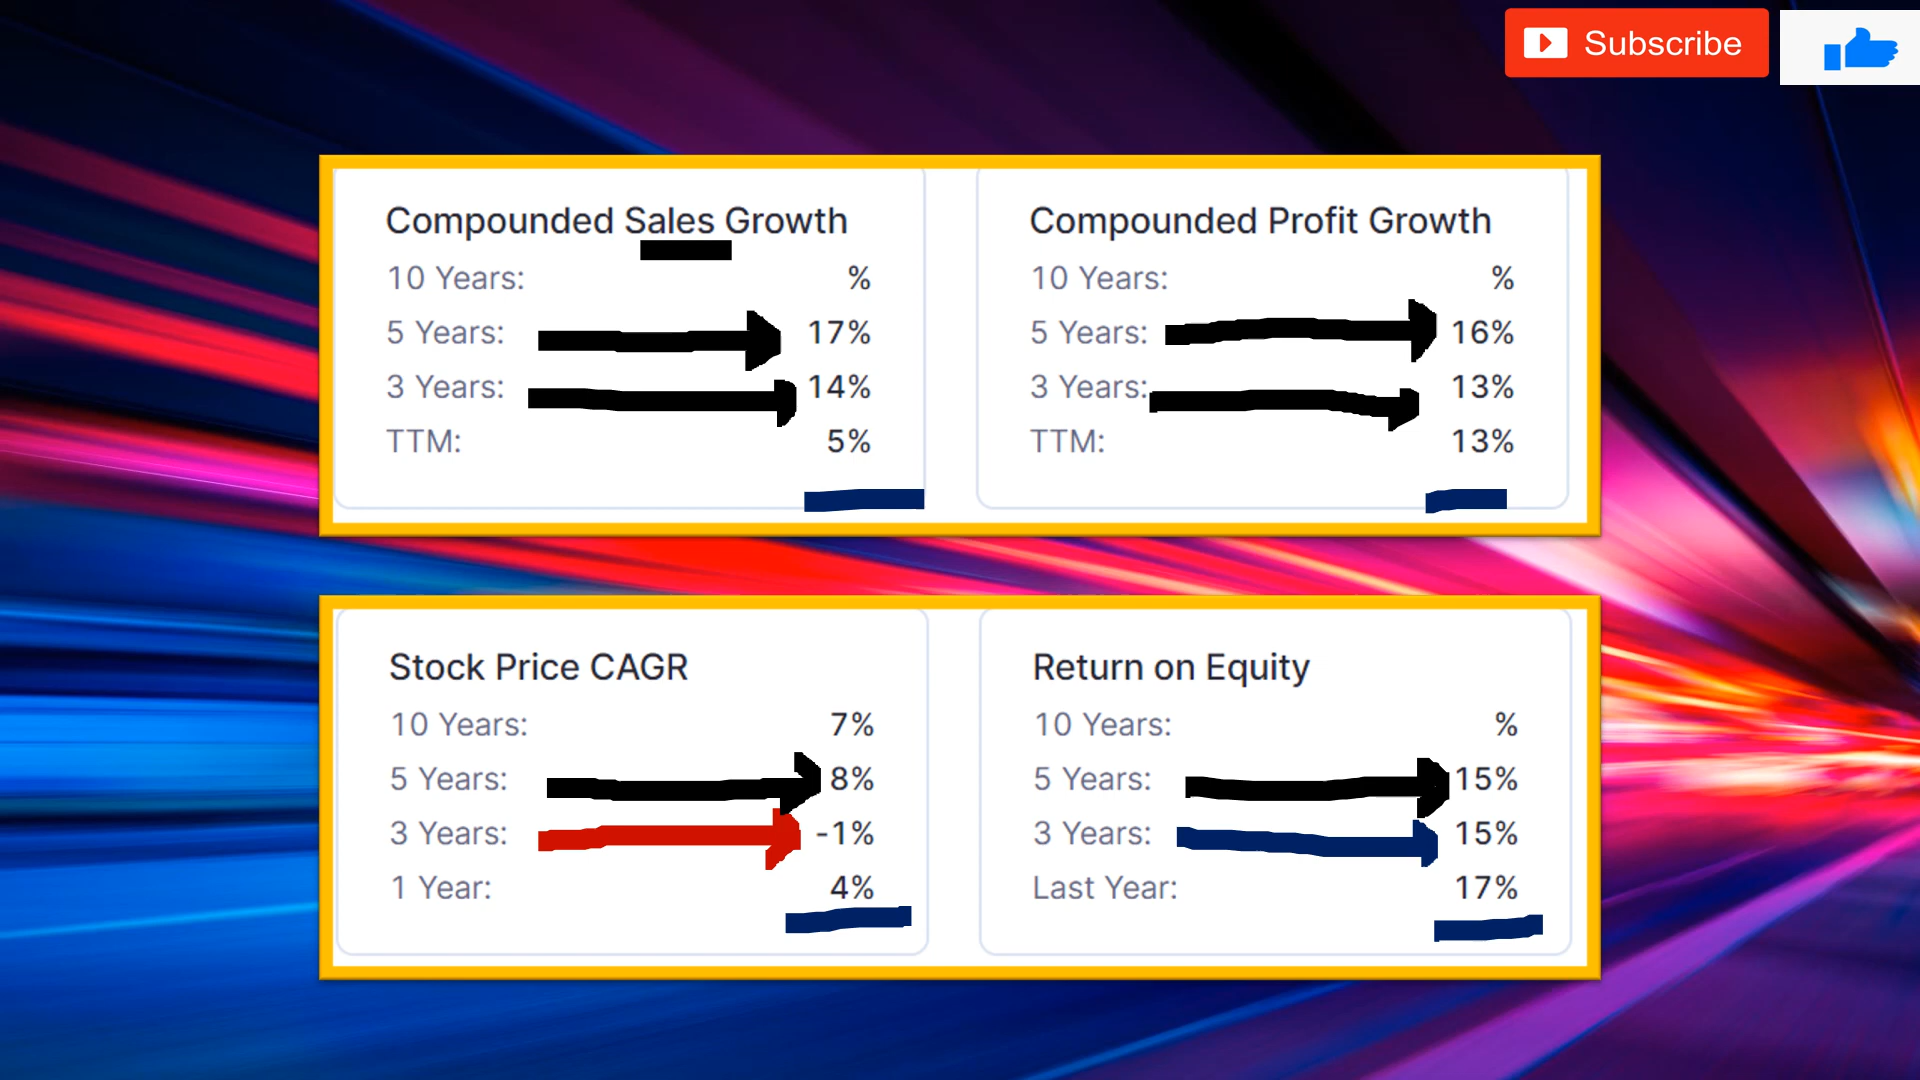 Subscribe
Compounded Sales Growth
10 Years: %
5 Years: 17%
3 Years: 14%
TTM: 5%
Compounded Profit Growth
10 Years: %
5 Years: 16%
3 Years: 13%
TTM: 13%
Stock Price CAGR
10 Years: 7%
5 Years: 8%
3 Years: -1%
1 Year: 4%
Return on Equity
10 Years: %
5 Years: 15%
3 Years: 15%
Last Year: 17%